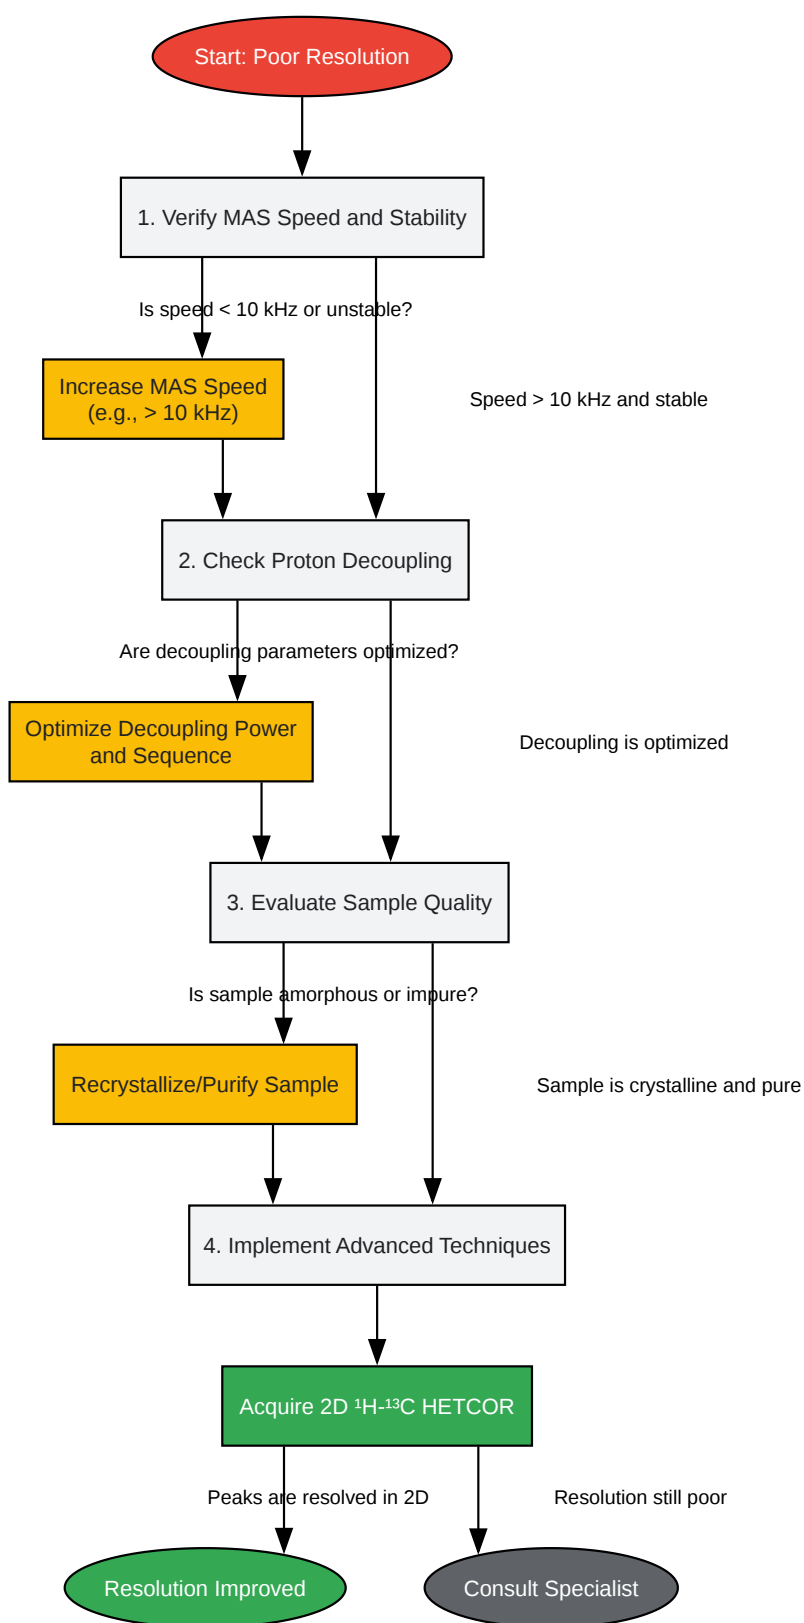 Start: Poor Resolution
1. Verify MAS Speed and Stability
Is speed < 10 kHz or unstable?
Increase MAS Speed
(e.g., > 10 kHz)
Speed > 10 kHz and stable
2. Check Proton Decoupling
Are decoupling parameters optimized?
Optimize Decoupling Power
and Sequence
Decoupling is optimized
3. Evaluate Sample Quality
Is sample amorphous or impure?
Recrystallize/Purify Sample
Sample is crystalline and pure
4. Implement Advanced Techniques
Acquire 2D ¹H-¹³C HETCOR
Peaks are resolved in 2D
Resolution still poor
Resolution Improved
Consult Specialist